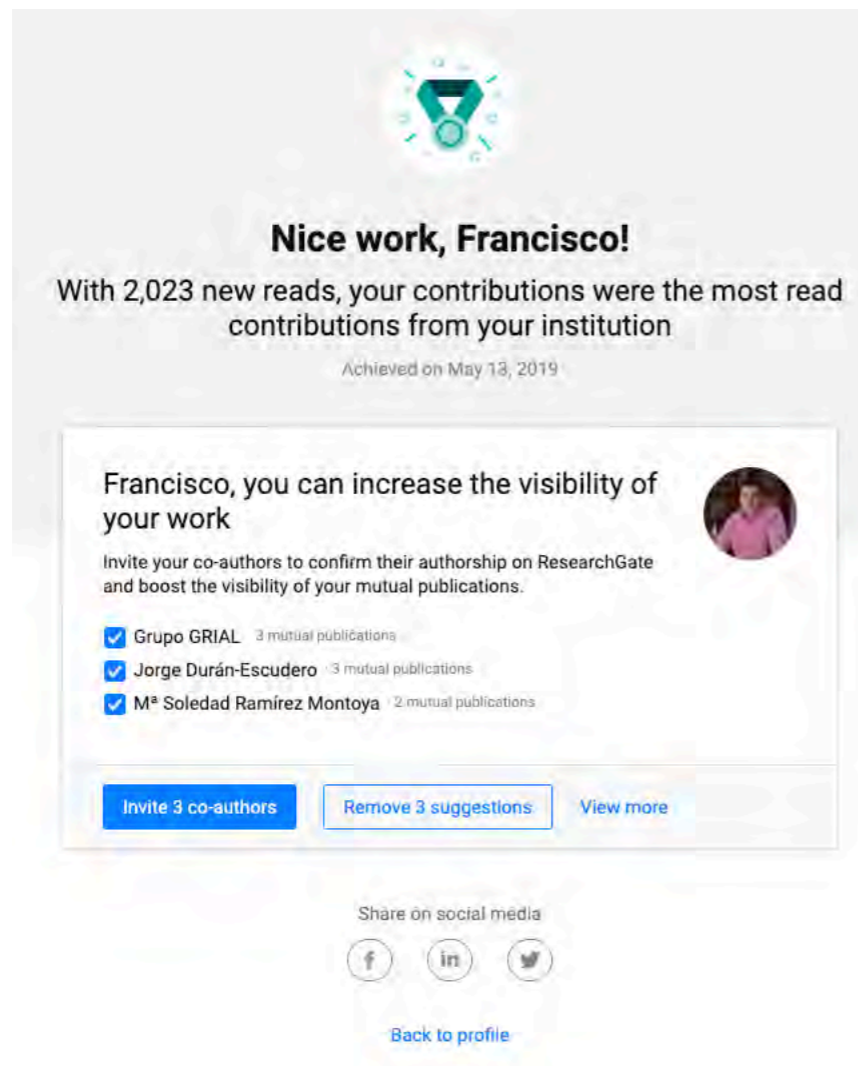 Nice work, Francisco!
With 2,023 new reads, your contributions were the most read
contributions from your institution
Achieved on May 13, 2019
Francisco, you can increase the visibility of
your work
Invite your co-authors to confirm their authorship on ResearchGate
and boost the visibility of your mutual publications.
Grupo GRIAL 3 mutual publications
Jorge Durán-Escudero · 3 mutual publications
Mª Soledad Ramírez Montoya · 2 mutual publications
Invite 3 co-authors Remove 3 suggestions View more
Share on social media
f in
Back to profile